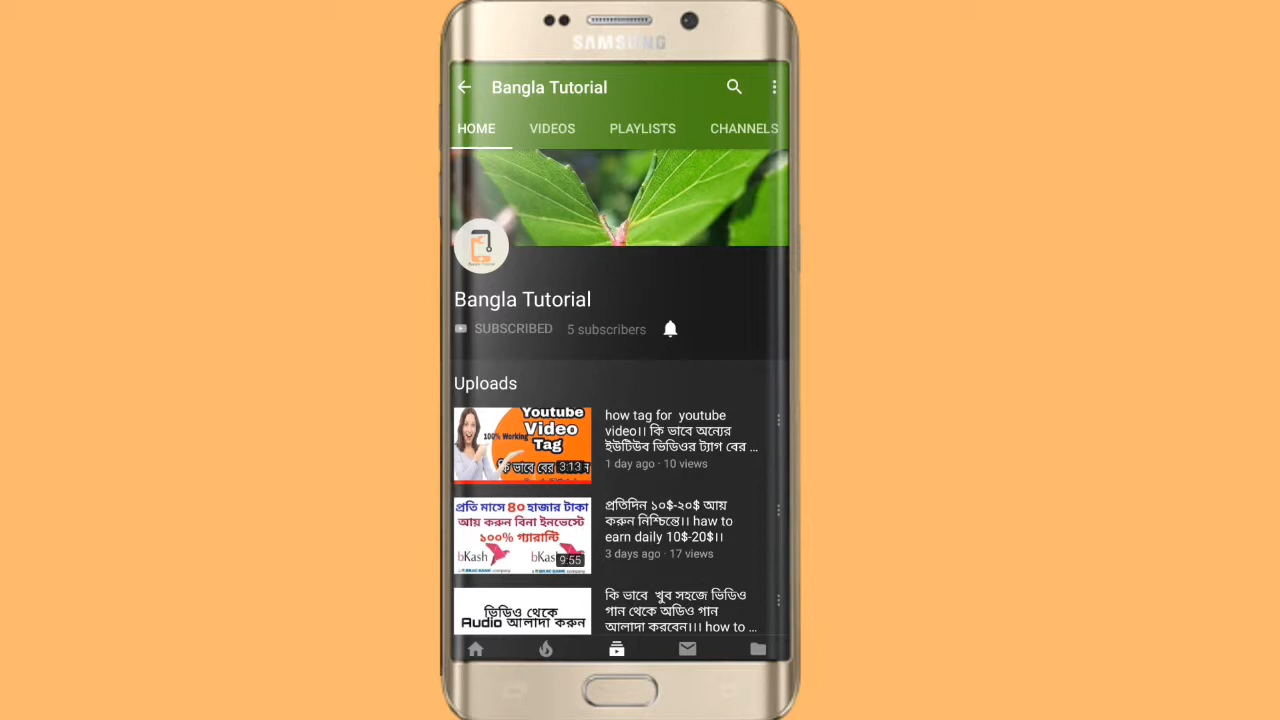 SAMSUNG
Bangla Tutorial
HOME VIDEOS PLAYLISTS CHANNELS
Bangla Tutorial
SUBSCRIBED 5 subscribers
Uploads
Youtube
Video
100% Working
Tag
কি ভাবে বের
3:13
how tag for youtube
video।। কি ভাবে অন্যের
ইউটিউব ভিডিওর ট্যাগ বের ...
1 day ago · 10 views
প্রতি মাসে ৪০ হাজার টাকা
আয় করুন বিনা ইনভেস্টে
১০০% গ্যারান্টি
bKash bKas
9:55
প্রতিদিন ১০$-২০$ আয়
করুন নিশ্চিন্তে।। haw to
earn daily 10$-20$।।
3 days ago · 17 views
ভিডিও থেকে
Audio আলাদা করুন
কি ভাবে খুব সহজে ভিডিও
গান থেকে অডিও গান
আলাদা করবেন।।। how to ...